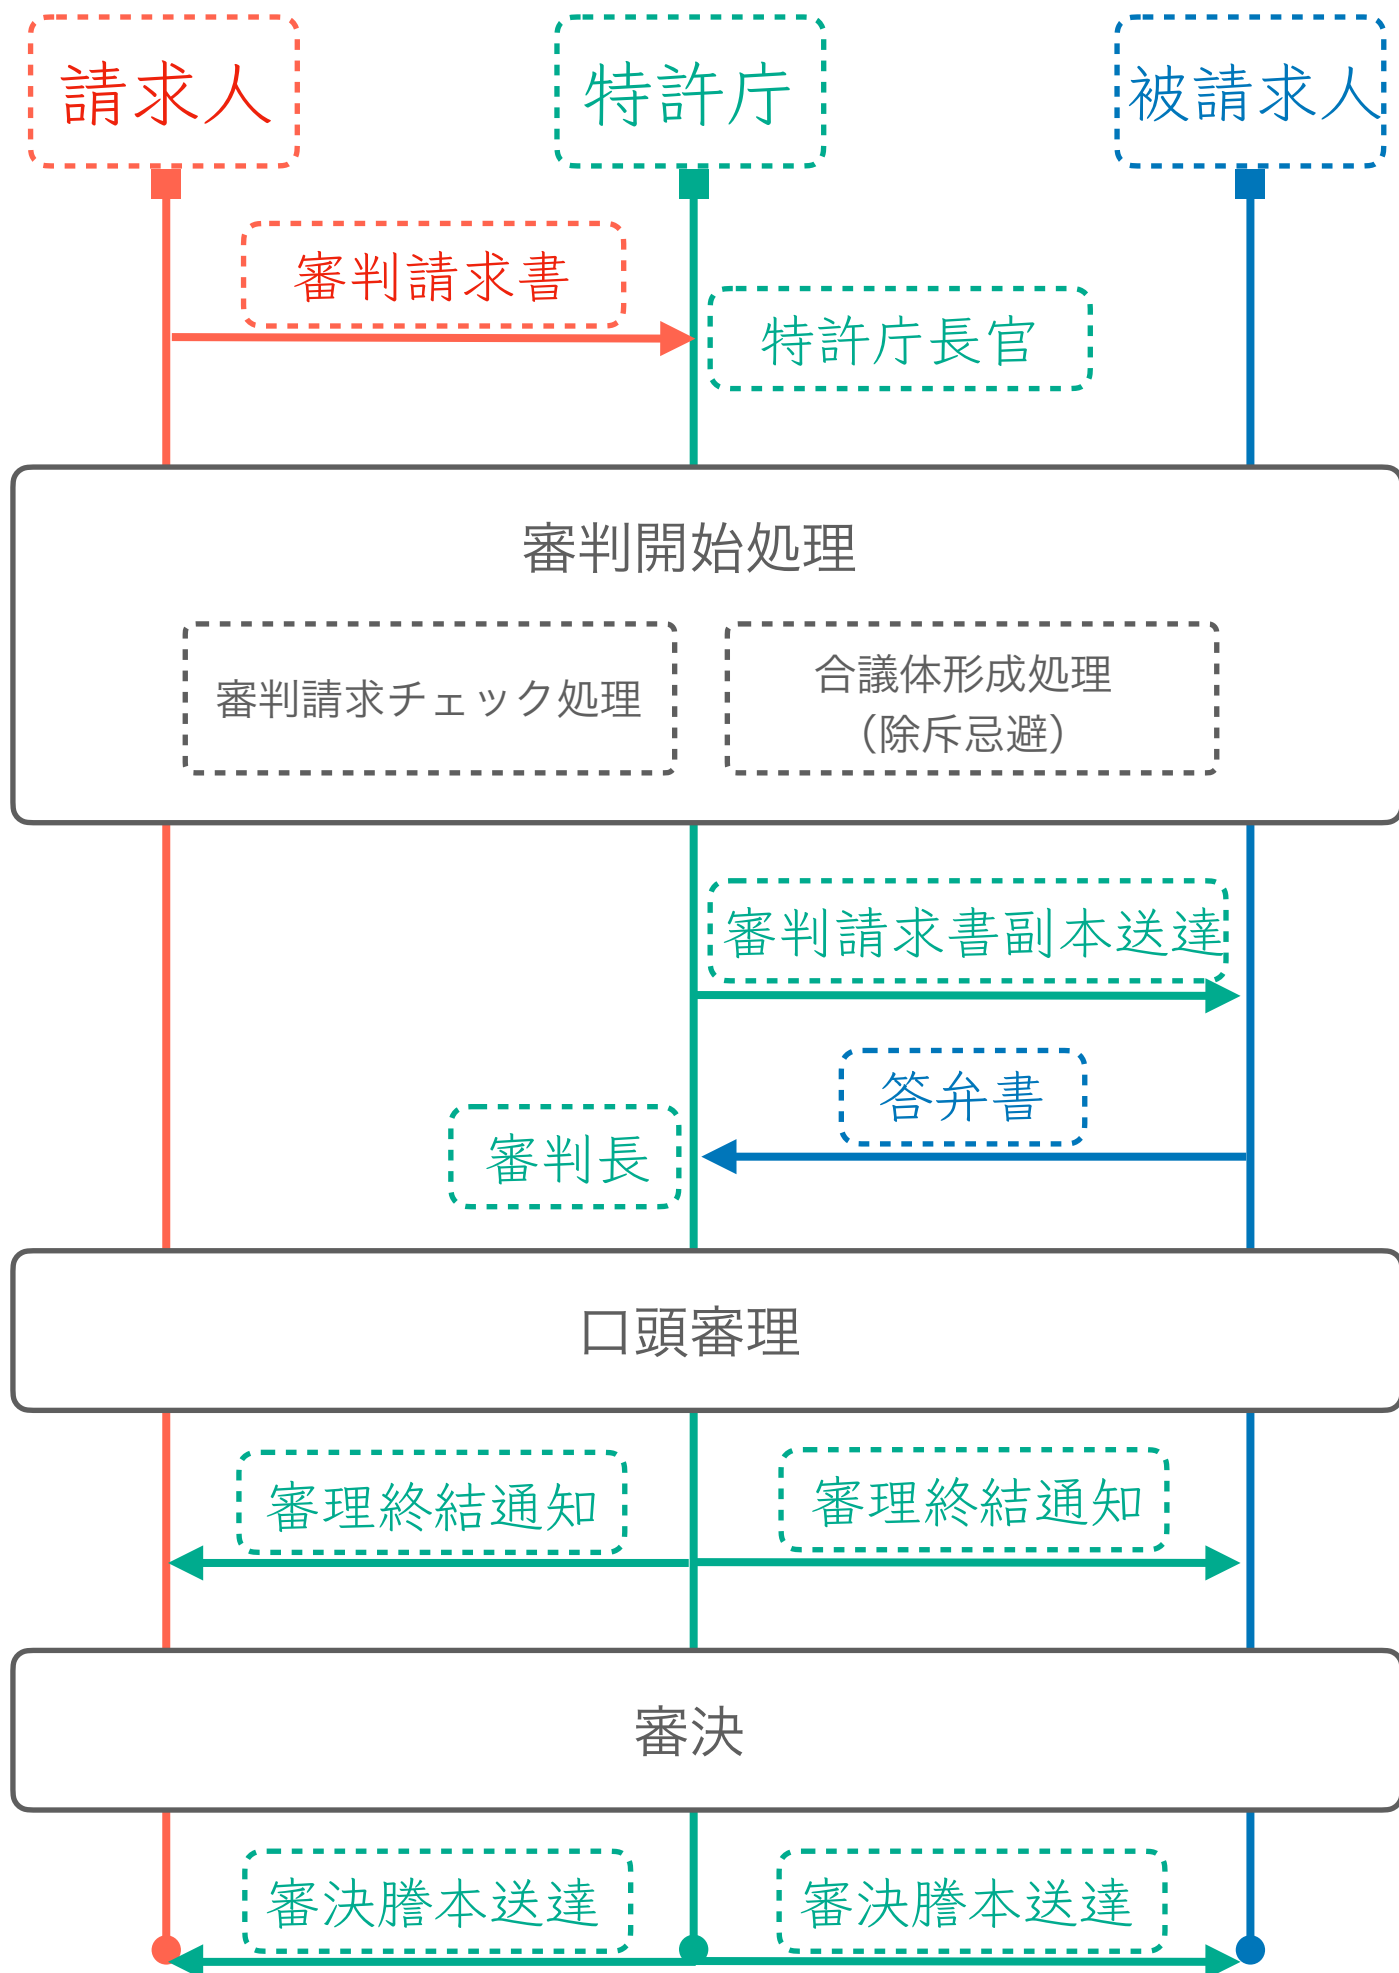 請求人
特許庁
被請求人
審判請求書
特許庁長官
審判開始処理
審判請求チェック処理
合議体形成処理
（除斥忌避）
審判請求書副本送達
答弁書
審判長
口頭審理
審理終結通知
審理終結通知
審決
審決謄本送達
審決謄本送達